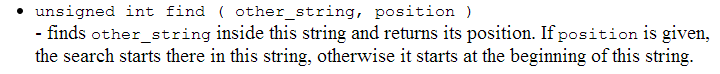 • unsigned int find ( other_string, position )
- finds other_string inside this string and returns its position. If position is given,
the search starts there in this string, otherwise it starts at the beginning of this string.